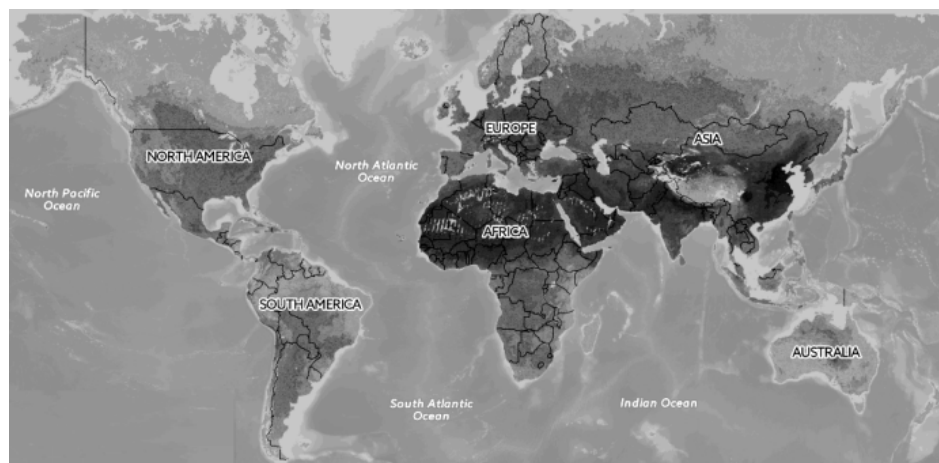 EUROPE
ASIA
NORTH AMERICA
North Atlantic
Ocean
North Pacific
Ocean
AFRICA
SOUTH AMERICA
AUSTRALIA
South Atlantic
Ocean
Indian Ocean